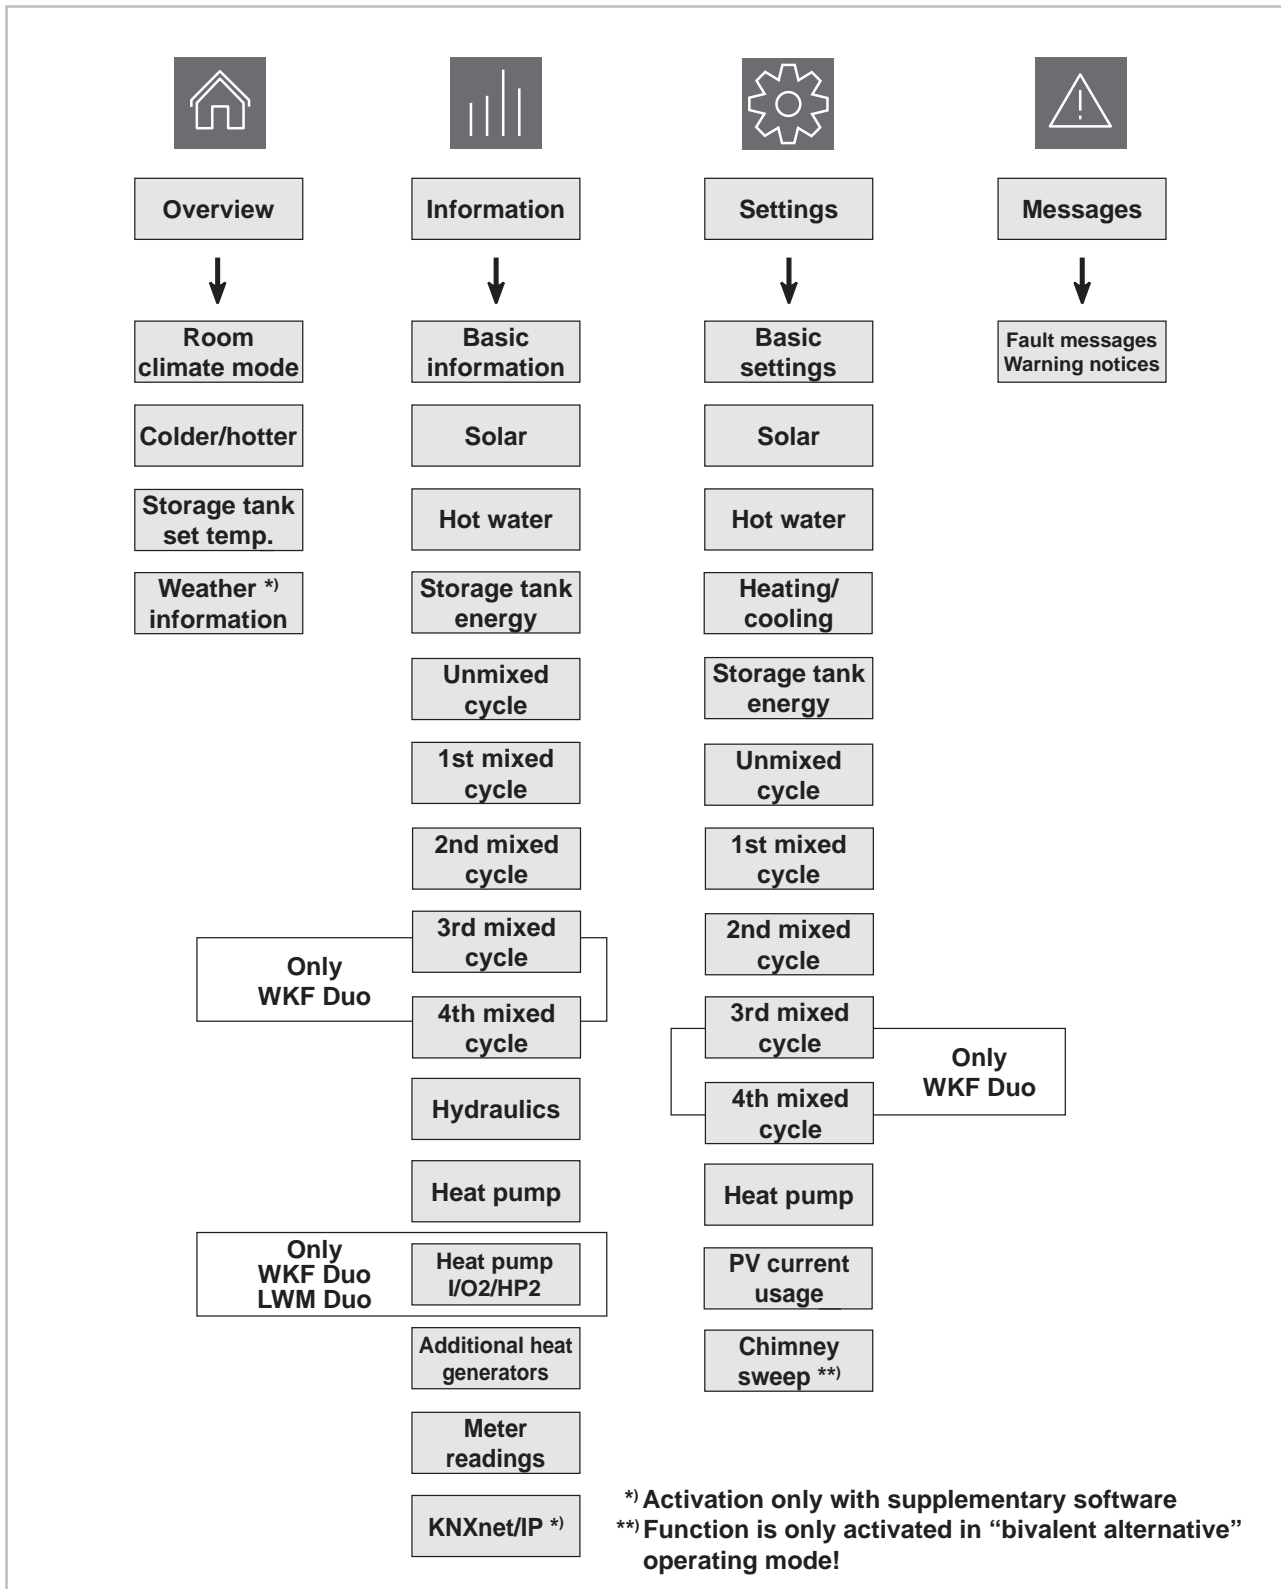 Overview
Information
Settings
Messages
Room
climate mode
Colder/hotter
Storage tank
set temp.
Weather *)
information
Basic
information
Solar
Hot water
Storage tank
energy
Unmixed
cycle
1st mixed
cycle
2nd mixed
cycle
3rd mixed
cycle
4th mixed
cycle
Only
WKF Duo
Hydraulics
Heat pump
Only
WKF Duo
LWM Duo
Heat pump
I/O2/HP2
Additional heat
generators
Meter
readings
KNXnet/IP *)
Basic
settings
Solar
Hot water
Heating/
cooling
Storage tank
energy
Unmixed
cycle
1st mixed
cycle
2nd mixed
cycle
3rd mixed
cycle
4th mixed
cycle
Only
WKF Duo
Heat pump
PV current
usage
Chimney
sweep **)
Fault messages
Warning notices
*) Activation only with supplementary software
**) Function is only activated in “bivalent alternative”
operating mode!